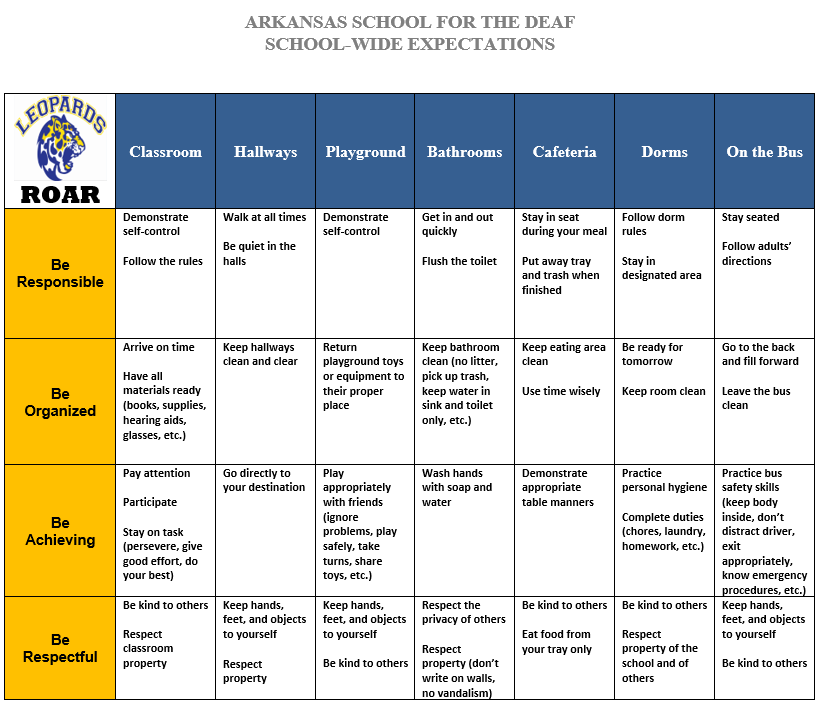 ARKANSAS SCHOOL FOR THE DEAF
SCHOOL-WIDE EXPECTATIONS
LEOPARDS
ROAR
Classroom
Hallways
Playground
Bathrooms
Cafeteria
Dorms
On the Bus
Be
Responsible
Demonstrate
self-control
Follow the rules
Walk at all times
Be quiet in the
halls
Demonstrate
self-control
Get in and out
quickly
Flush the toilet
Stay in seat
during your meal
Put away tray
and trash when
finished
Follow dorm
rules
Stay in
designated area
Stay seated
Follow adults’
directions
Be
Organized
Arrive on time
Have all
materials ready
(books, supplies,
hearing aids,
glasses, etc.)
Keep hallways
clean and clear
Return
playground toys
or equipment to
their proper
place
Keep bathroom
clean (no litter,
pick up trash,
keep water in
sink and toilet
only, etc.)
Keep eating area
clean
Use time wisely
Be ready for
tomorrow
Keep room clean
Go to the back
and fill forward
Leave the bus
clean
Be
Achieving
Pay attention
Participate
Stay on task
(persevere, give
good effort, do
your best)
Go directly to
your destination
Play
appropriately
with friends
(ignore
problems, play
safely, take
turns, share
toys, etc.)
Wash hands
with soap and
water
Demonstrate
appropriate
table manners
Practice
personal hygiene
Complete duties
(chores, laundry,
homework, etc.)
Practice bus
safety skills
(keep body
inside, don’t
distract driver,
exit
appropriately,
know emergency
procedures, etc.)
Be
Respectful
Be kind to others
Respect
classroom
property
Keep hands,
feet, and objects
to yourself
Respect
property
Keep hands,
feet, and objects
to yourself
Be kind to others
Respect the
privacy of others
Respect
property (don’t
write on walls,
no vandalism)
Be kind to others
Eat food from
your tray only
Be kind to others
Respect
property of the
school and of
others
Keep hands,
feet, and objects
to yourself
Be kind to others